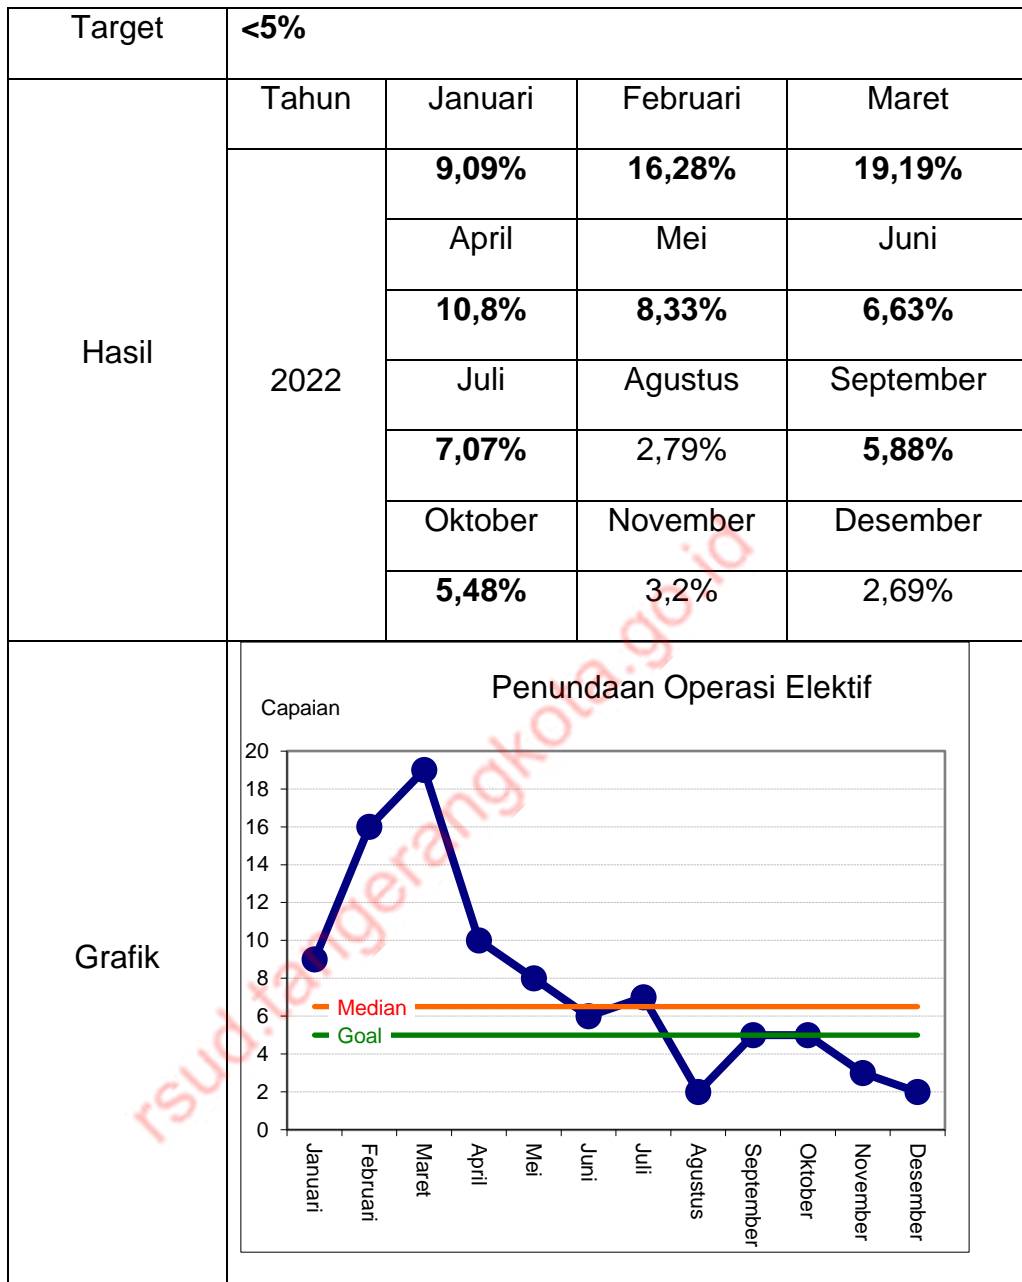 Target <5%
Hasil Tahun Januari Februari Maret
2022 9,09% 16,28% 19,19%
April Mei Juni
10,8% 8,33% 6,63%
Juli Agustus September
7,07% 2,79% 5,88%
Oktober November Desember
5,48% 3,2% 2,69%
Grafik
Penundaan Operasi Elektif
Capaian
20
18
16
14
12
10
8
6
4
2
0
Median
Goal
Januari
Februari
Maret
April
Mei
Juni
Juli
Agustus
September
Oktober
November
Desember
rsud.tangerangkota.go.id